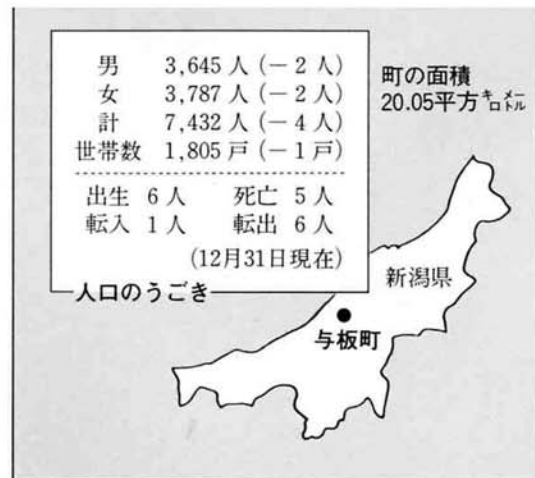 男 3,645人(－2人)
女 3,787人(－2人)
計 7,432人(－4人)
世帯数 1,805戸(－1戸)
出生 6人 死亡 5人
転入 1人 転出 6人
(12月31日現在)
人口のうごき
町の面積
20.05平方キロメートル
新潟県
与板町